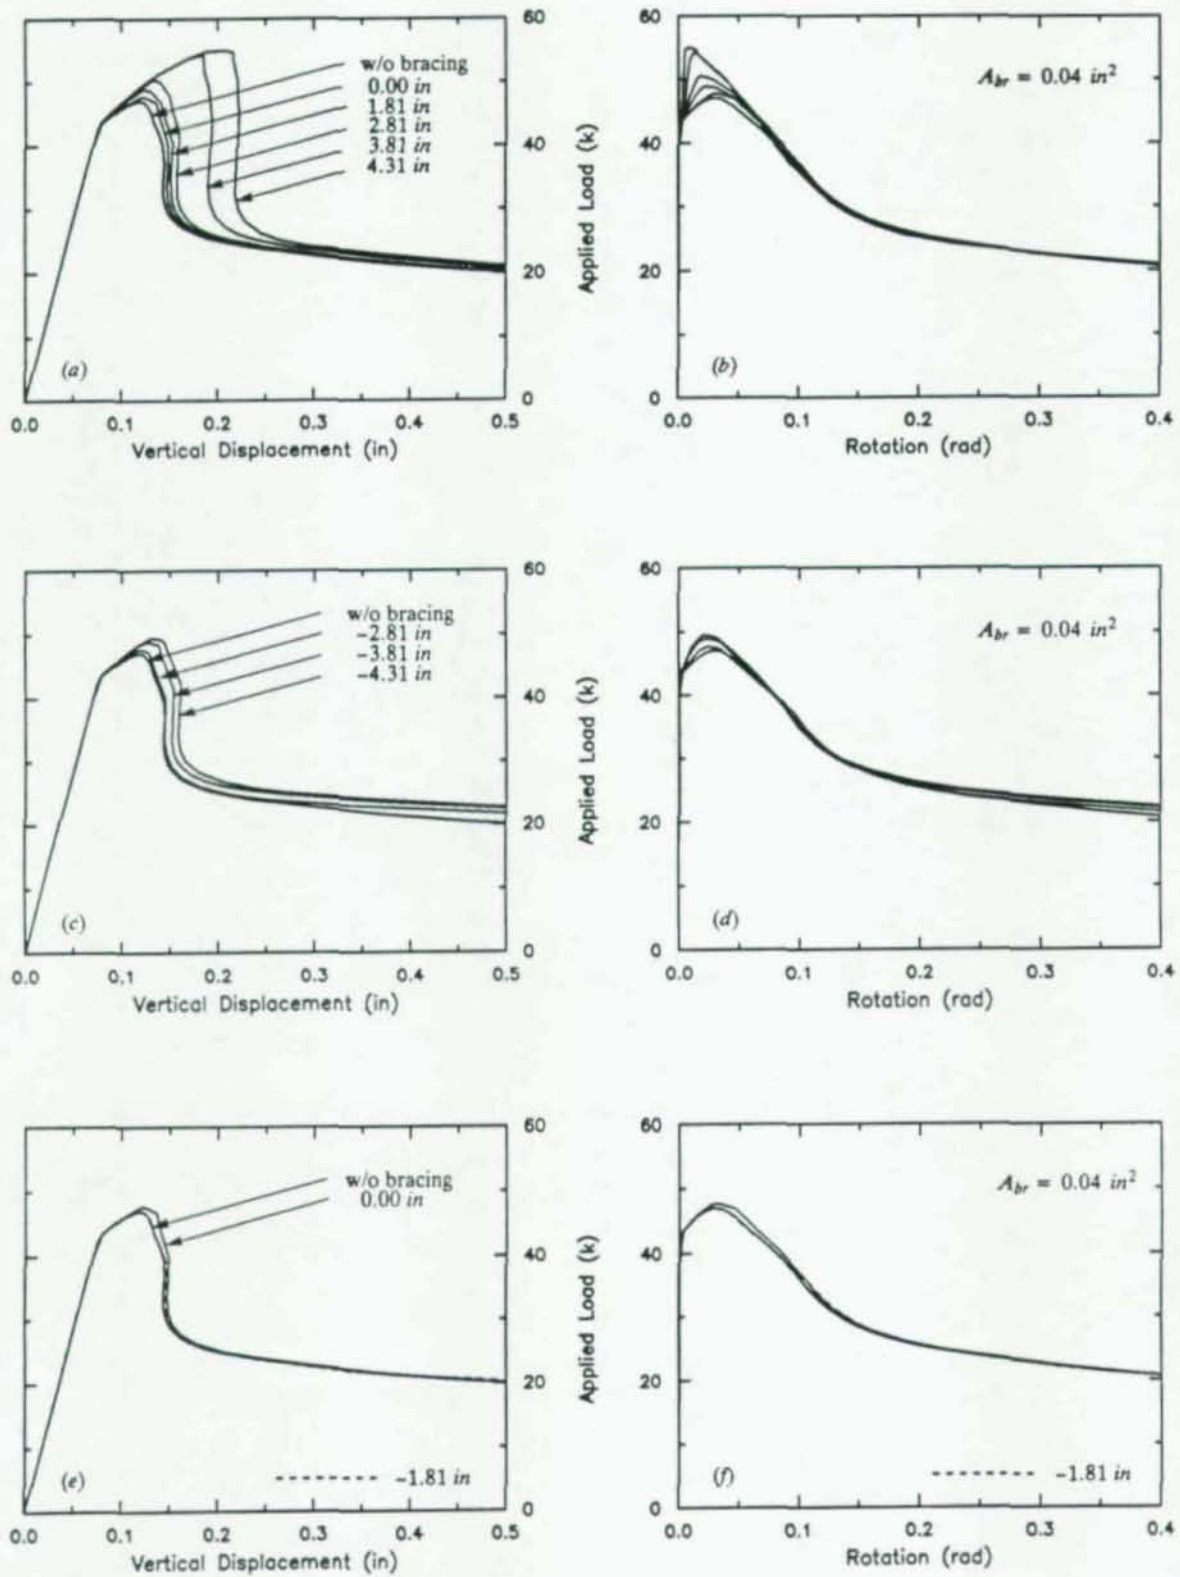 60
w/o bracing
0.00 in
1.81 in
2.81 in
3.81 in
4.31 in
40
20
0
(a)
0.0 0.1 0.2 0.3 0.4 0.5
Vertical Displacement (in)
Applied Load (k)
60
A_br = 0.04 in²
40
20
0
(b)
0.0 0.1 0.2 0.3 0.4
Rotation (rad)
60
w/o bracing
-2.81 in
-3.81 in
-4.31 in
40
20
0
(c)
0.0 0.1 0.2 0.3 0.4 0.5
Vertical Displacement (in)
Applied Load (k)
60
A_br = 0.04 in²
40
20
0
(d)
0.0 0.1 0.2 0.3 0.4
Rotation (rad)
60
w/o bracing
0.00 in
40
20
0
(e)
-1.81 in
0.0 0.1 0.2 0.3 0.4 0.5
Vertical Displacement (in)
Applied Load (k)
60
A_br = 0.04 in²
40
20
0
(f)
-1.81 in
0.0 0.1 0.2 0.3 0.4
Rotation (rad)